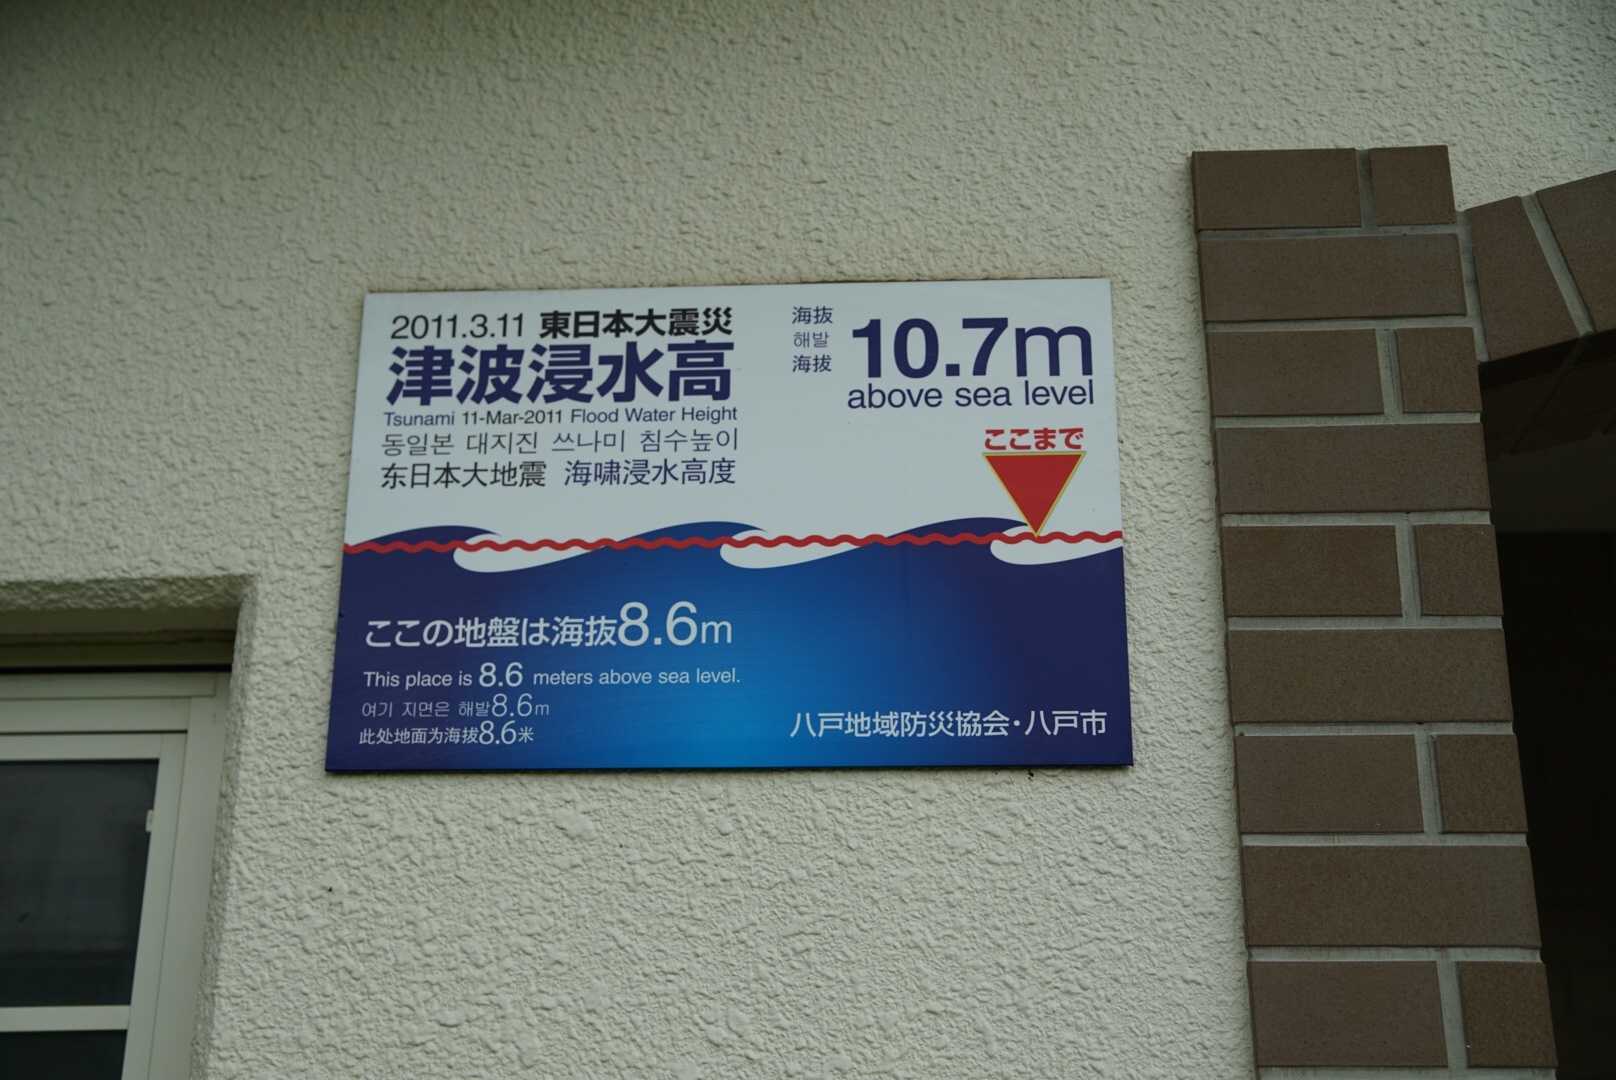 2011.3.11 東日本大震災
津波浸水高
Tsunami 11-Mar-2011 Flood Water Height
동일본 대지진 쓰나미 침수높이
东日本大地震 海啸浸水高度
海抜
해발
海拔
10.7m
above sea level
ここまで
ここの地盤は海抜8.6m
This place is 8.6 meters above sea level.
여기 지면은 해발8.6m
此处地面为海拔8.6米
八戸地域防災協会・八戸市